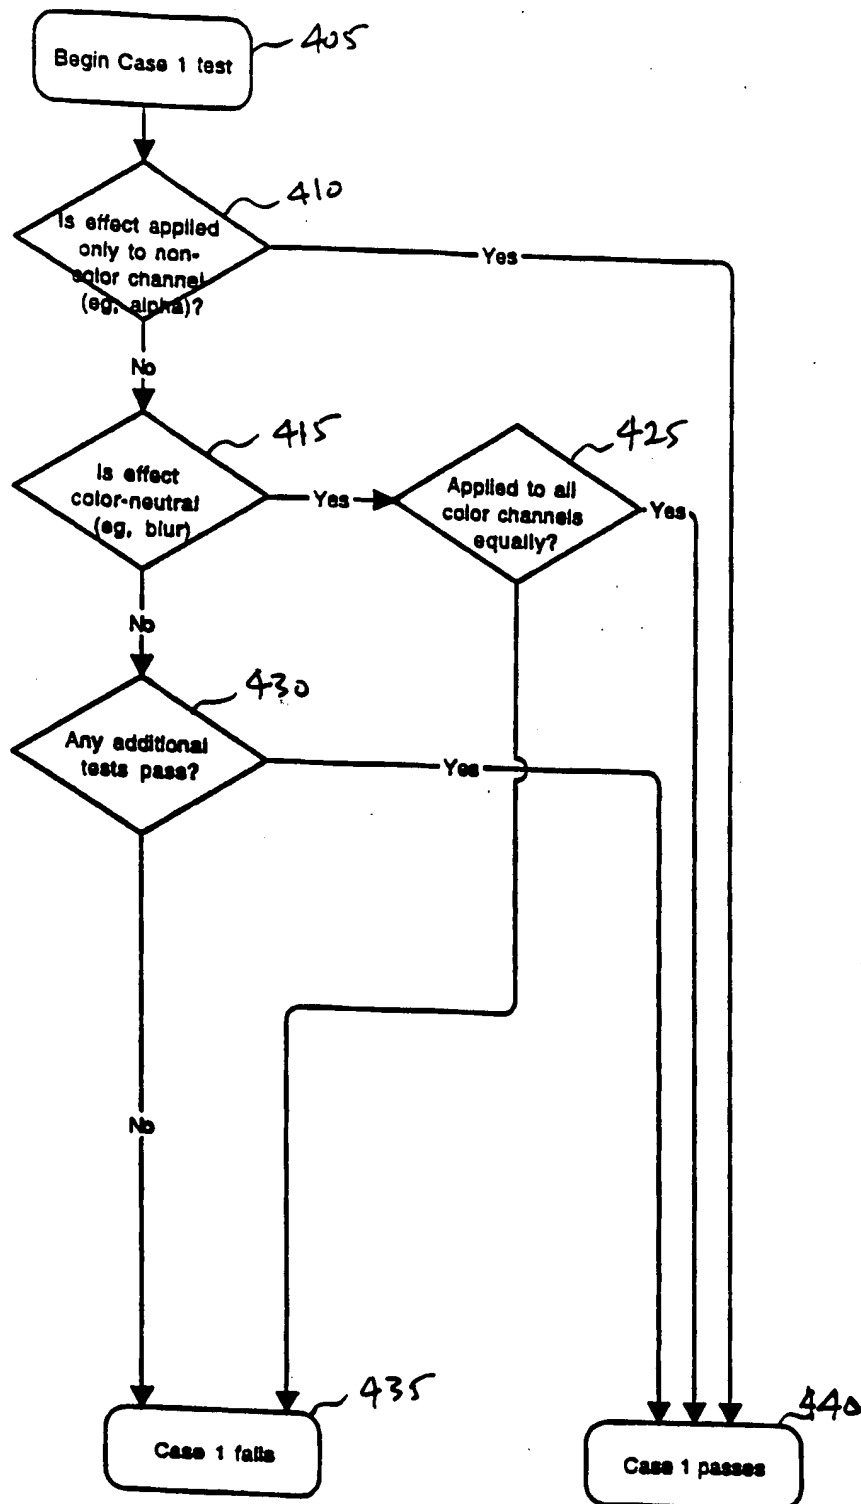 Begin Case 1 test
405
410
Is effect applied
only to non-
color channel
(eg, alpha)?
Yes
No
415
Is effect
color-neutral
(eg, blur)
Yes
425
Applied to all
color channels
equally?
Yes
No
430
Any additional
tests pass?
Yes
No
435
Case 1 fails
440
Case 1 passes